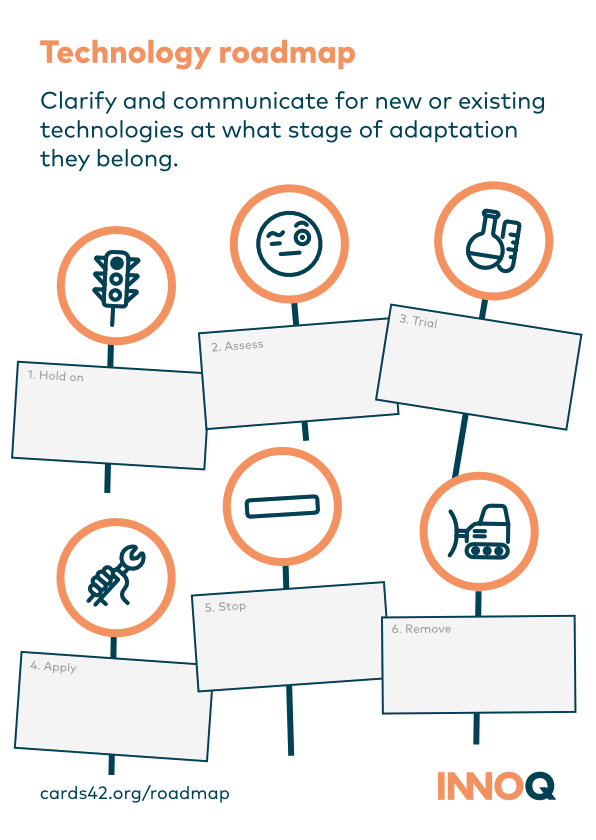 Technology roadmap
Clarify and communicate for new or existing
technologies at what stage of adaptation
they belong.
1. Hold on
2. Assess
3. Trial
4. Apply
5. Stop
6. Remove
cards42.org/roadmap
INNOQ